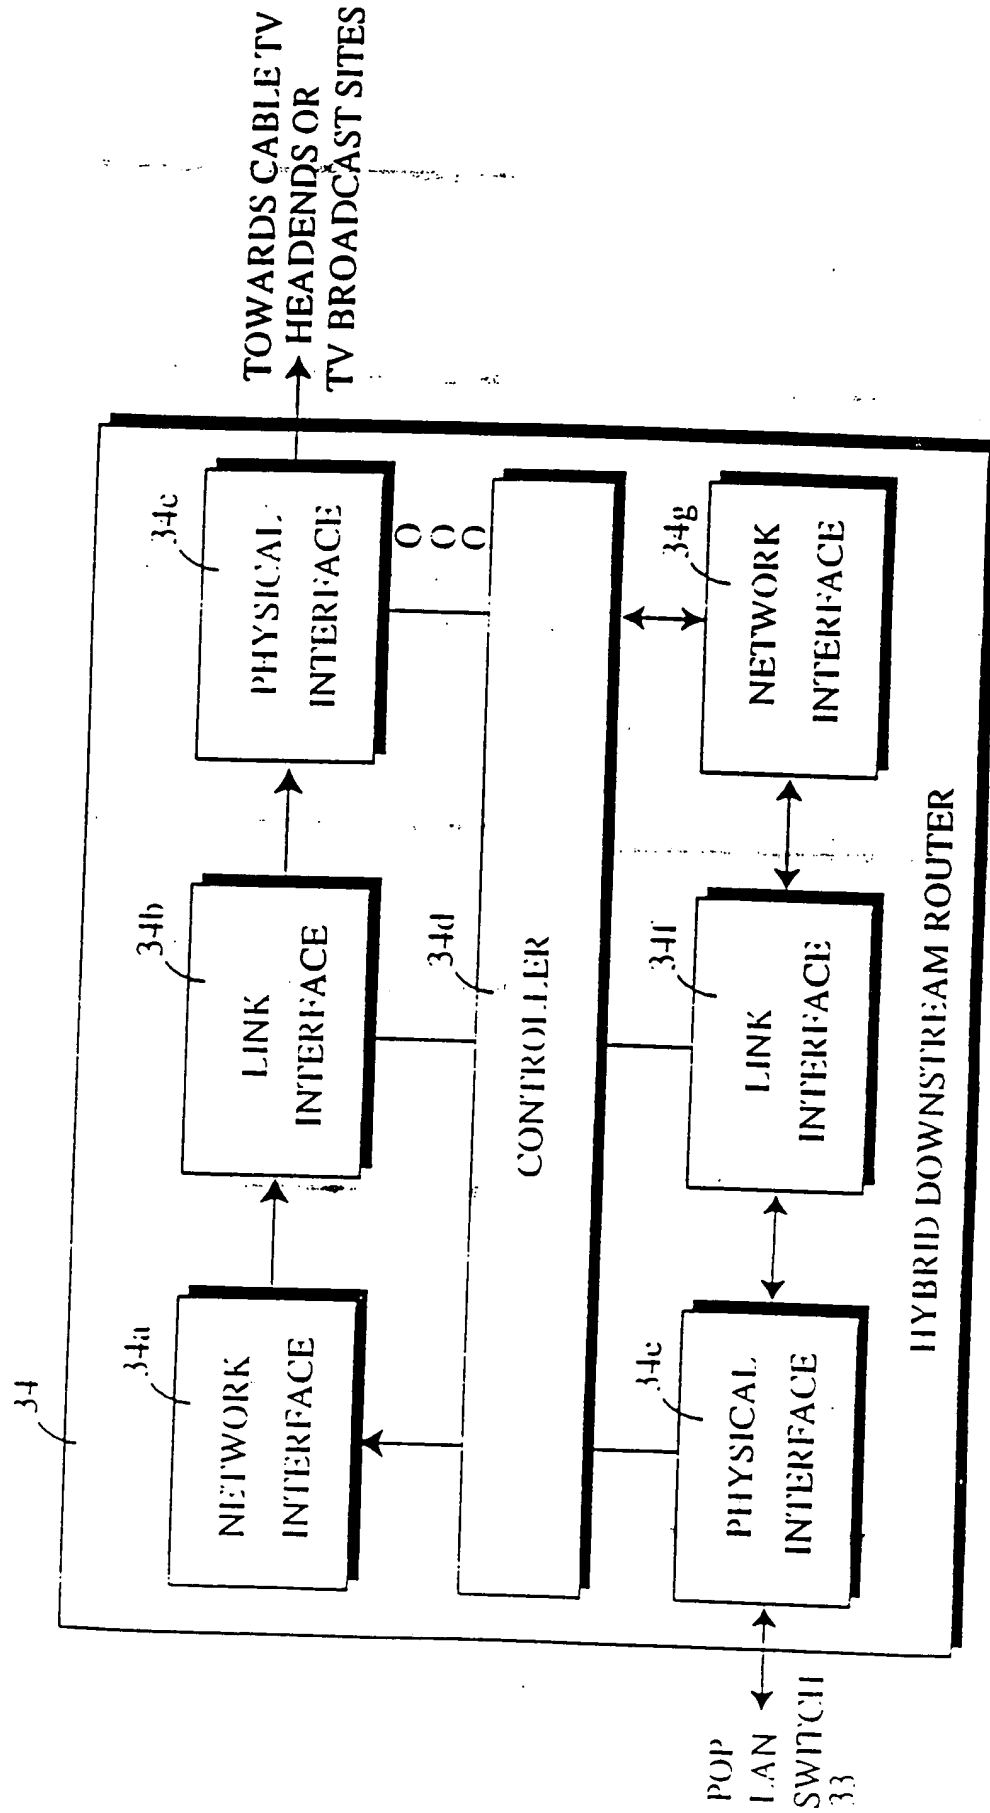 34
34a
NETWORK
INTERFACE
34b
LINK
INTERFACE
34c
PHYSICAL
INTERFACE
TOWARDS CABLE TV
HEADENDS OR
TV BROADCAST SITES
O O O
34d
CONTROLLER
POP
LAN
SWITCH
33
34e
PHYSICAL
INTERFACE
34f
LINK
INTERFACE
34g
NETWORK
INTERFACE
HYBRID DOWNSTREAM ROUTER